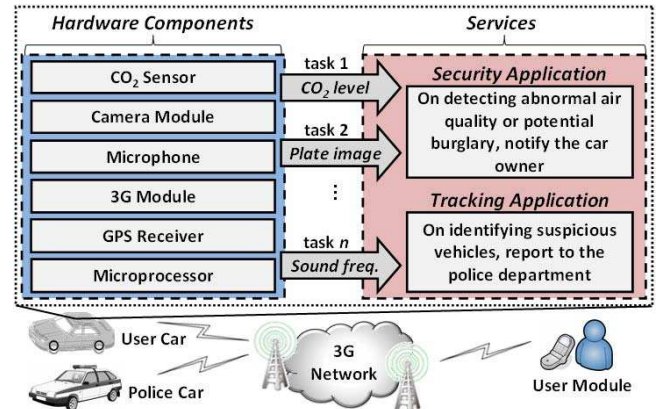 Hardware Components
Services
CO2 Sensor
Camera Module
Microphone
3G Module
GPS Receiver
Microprocessor
task 1
CO2 level
task 2
Plate image
⋮
task n
Sound freq.
Security Application
On detecting abnormal air
quality or potential
burglary, notify the car
owner
Tracking Application
On identifying suspicious
vehicles, report to the
police department
User Car
Police Car
3G
Network
User Module